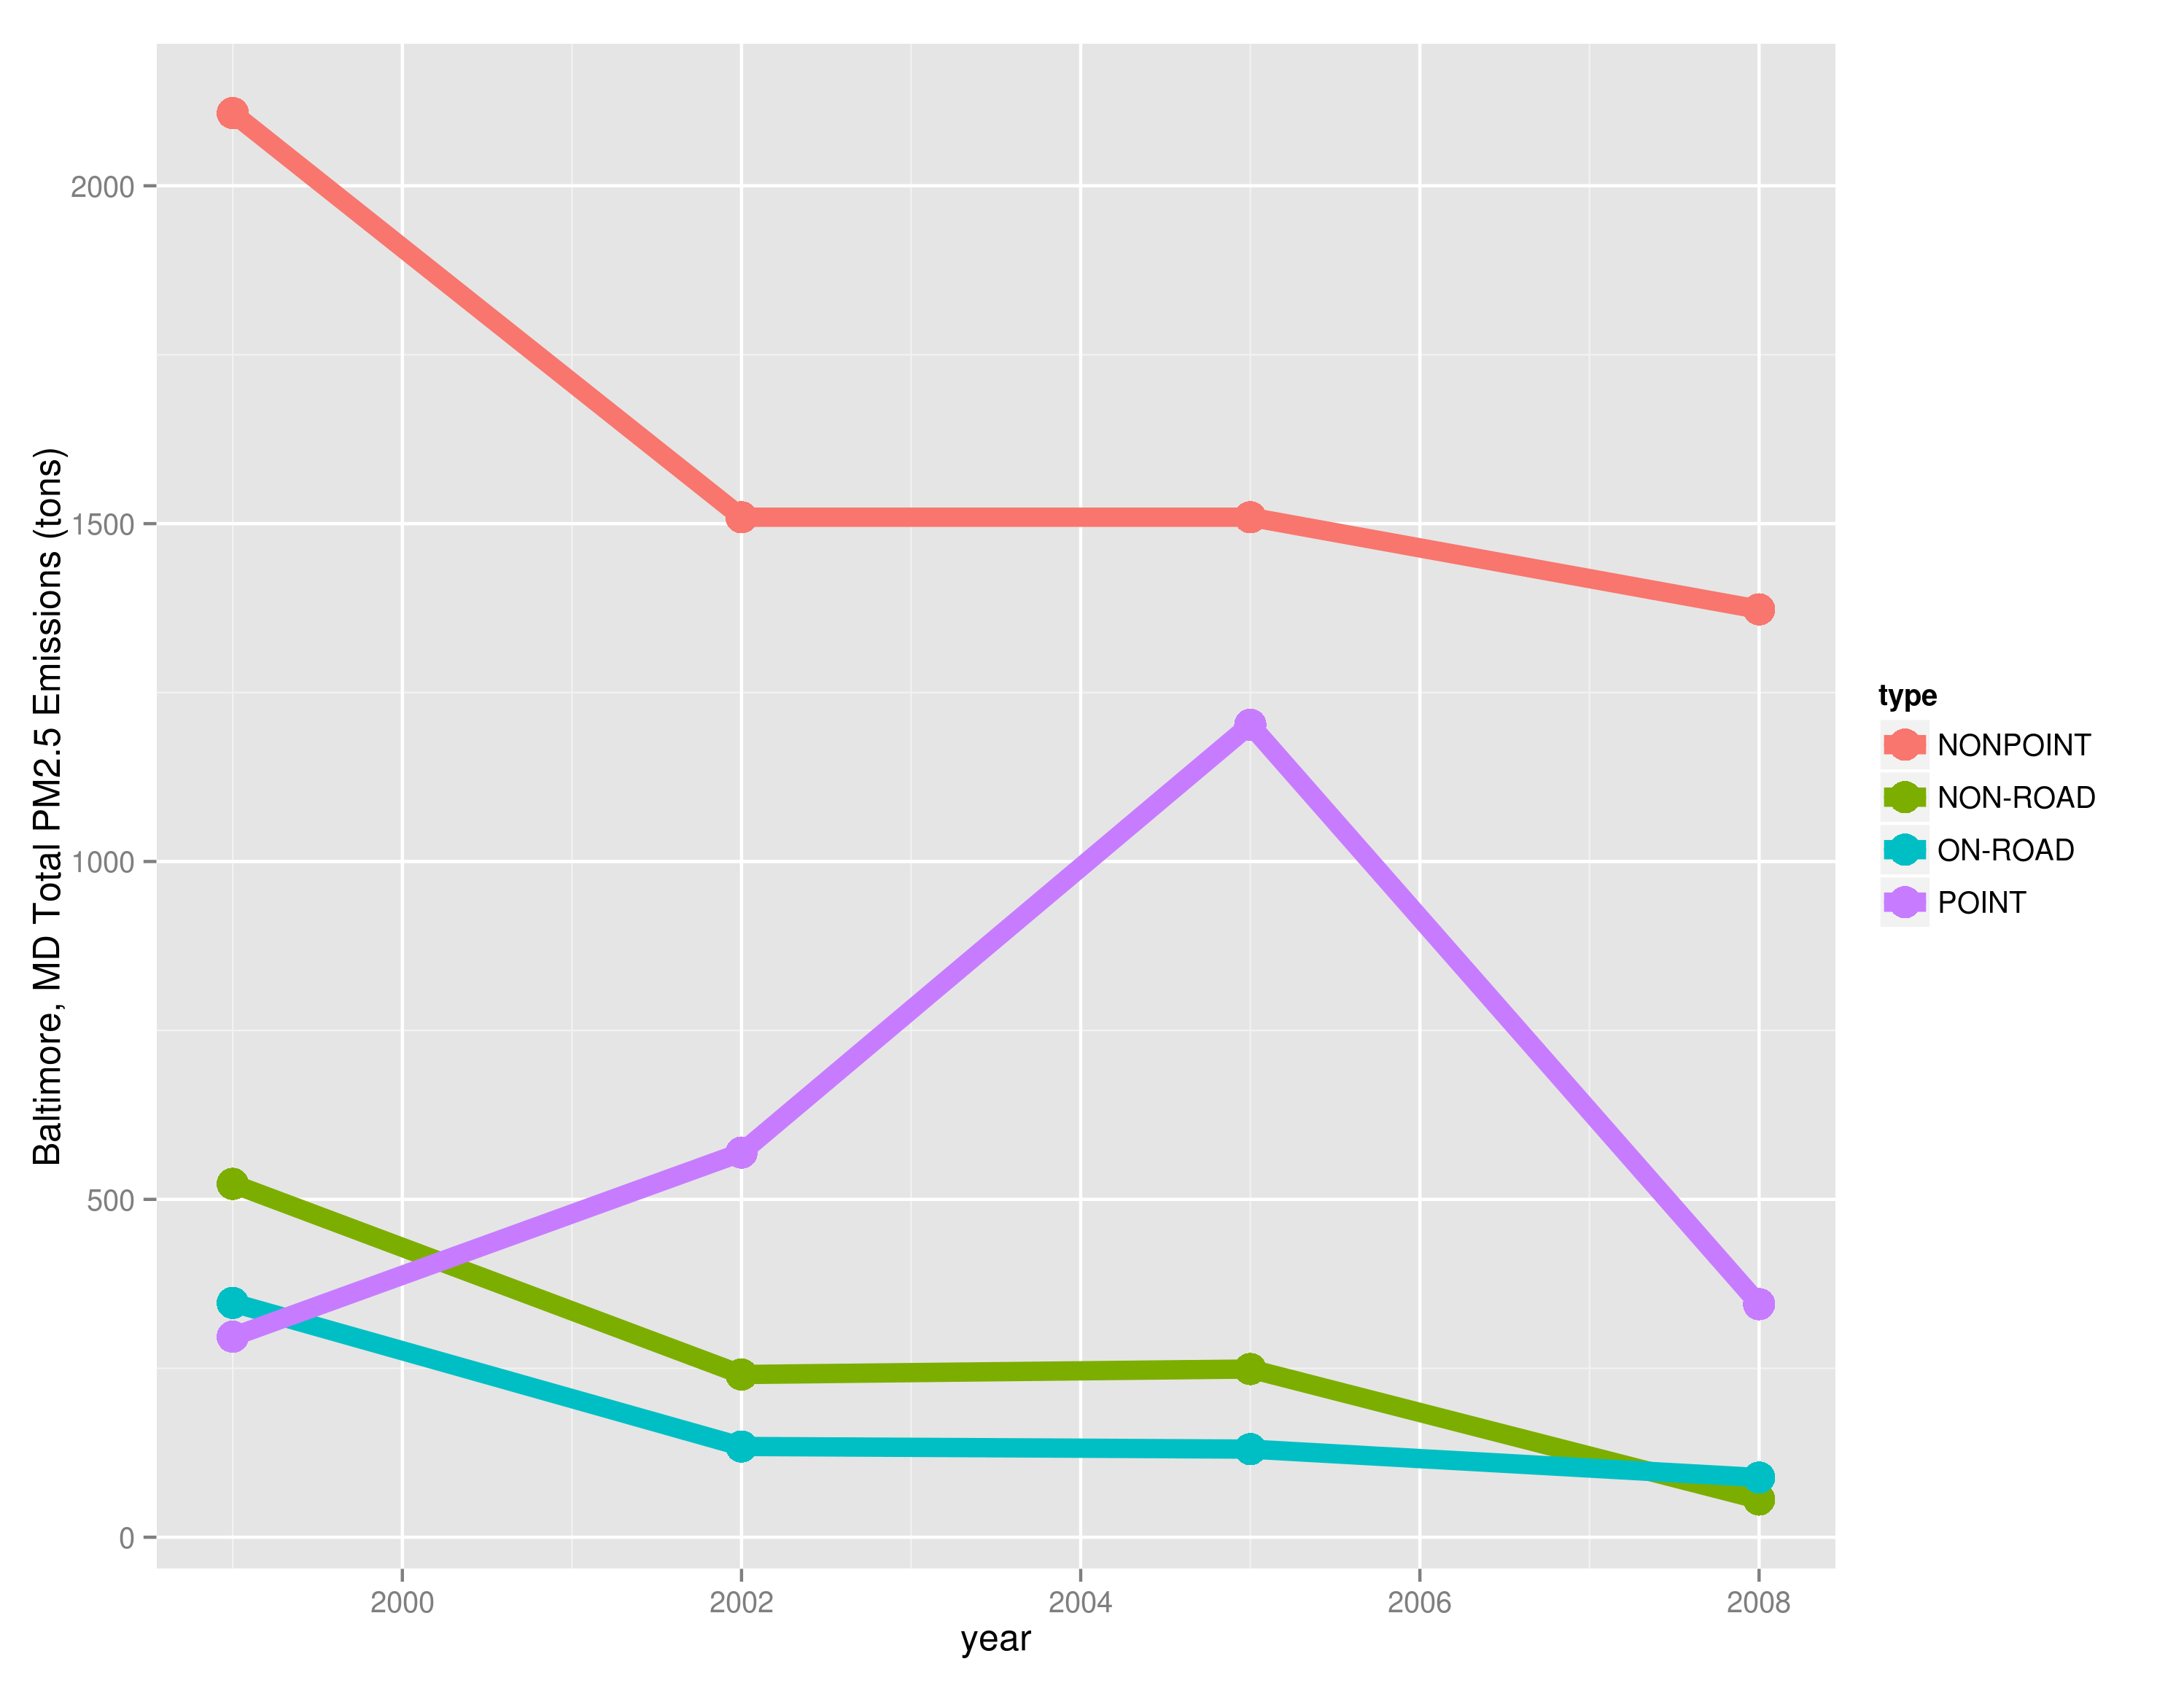 Baltimore, MD Total PM2.5 Emissions (tons)
2000
1500
1000
500
0
2000
2002
2004
2006
2008
year
type
NONPOINT
NON-ROAD
ON-ROAD
POINT